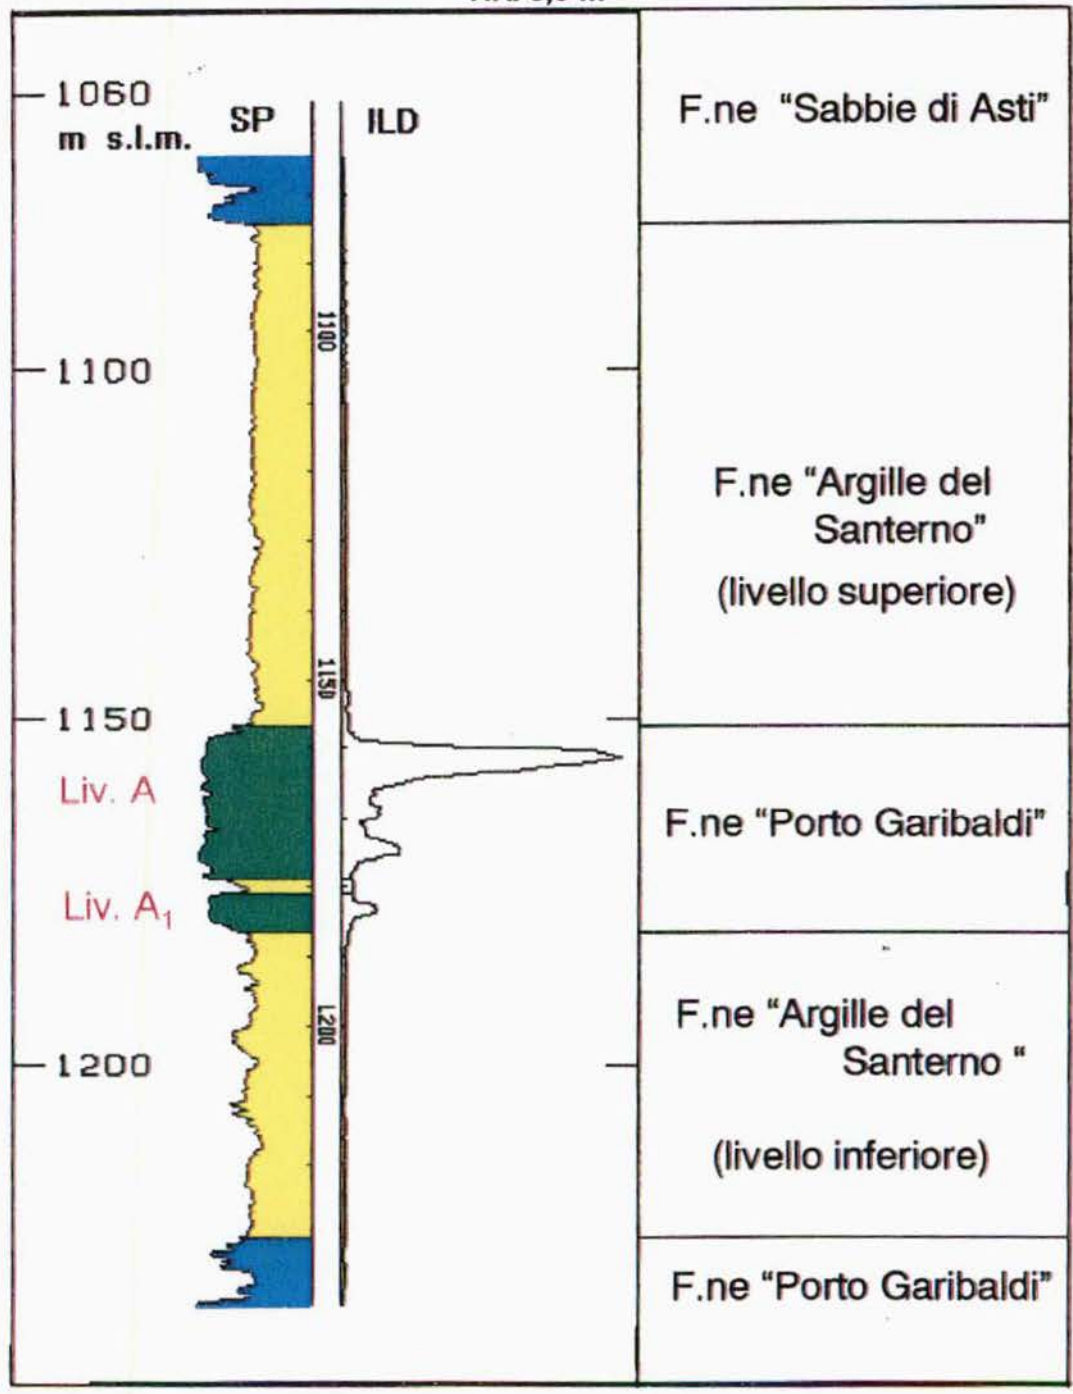 1060
m s.l.m.
SP
ILD
F.ne "Sabbie di Asti"
1100
1100
F.ne "Argille del
Santerno"
(livello superiore)
1150
1150
Liv. A
F.ne "Porto Garibaldi"
Liv. A₁
1200
1200
F.ne "Argille del
Santerno "
(livello inferiore)
F.ne "Porto Garibaldi"